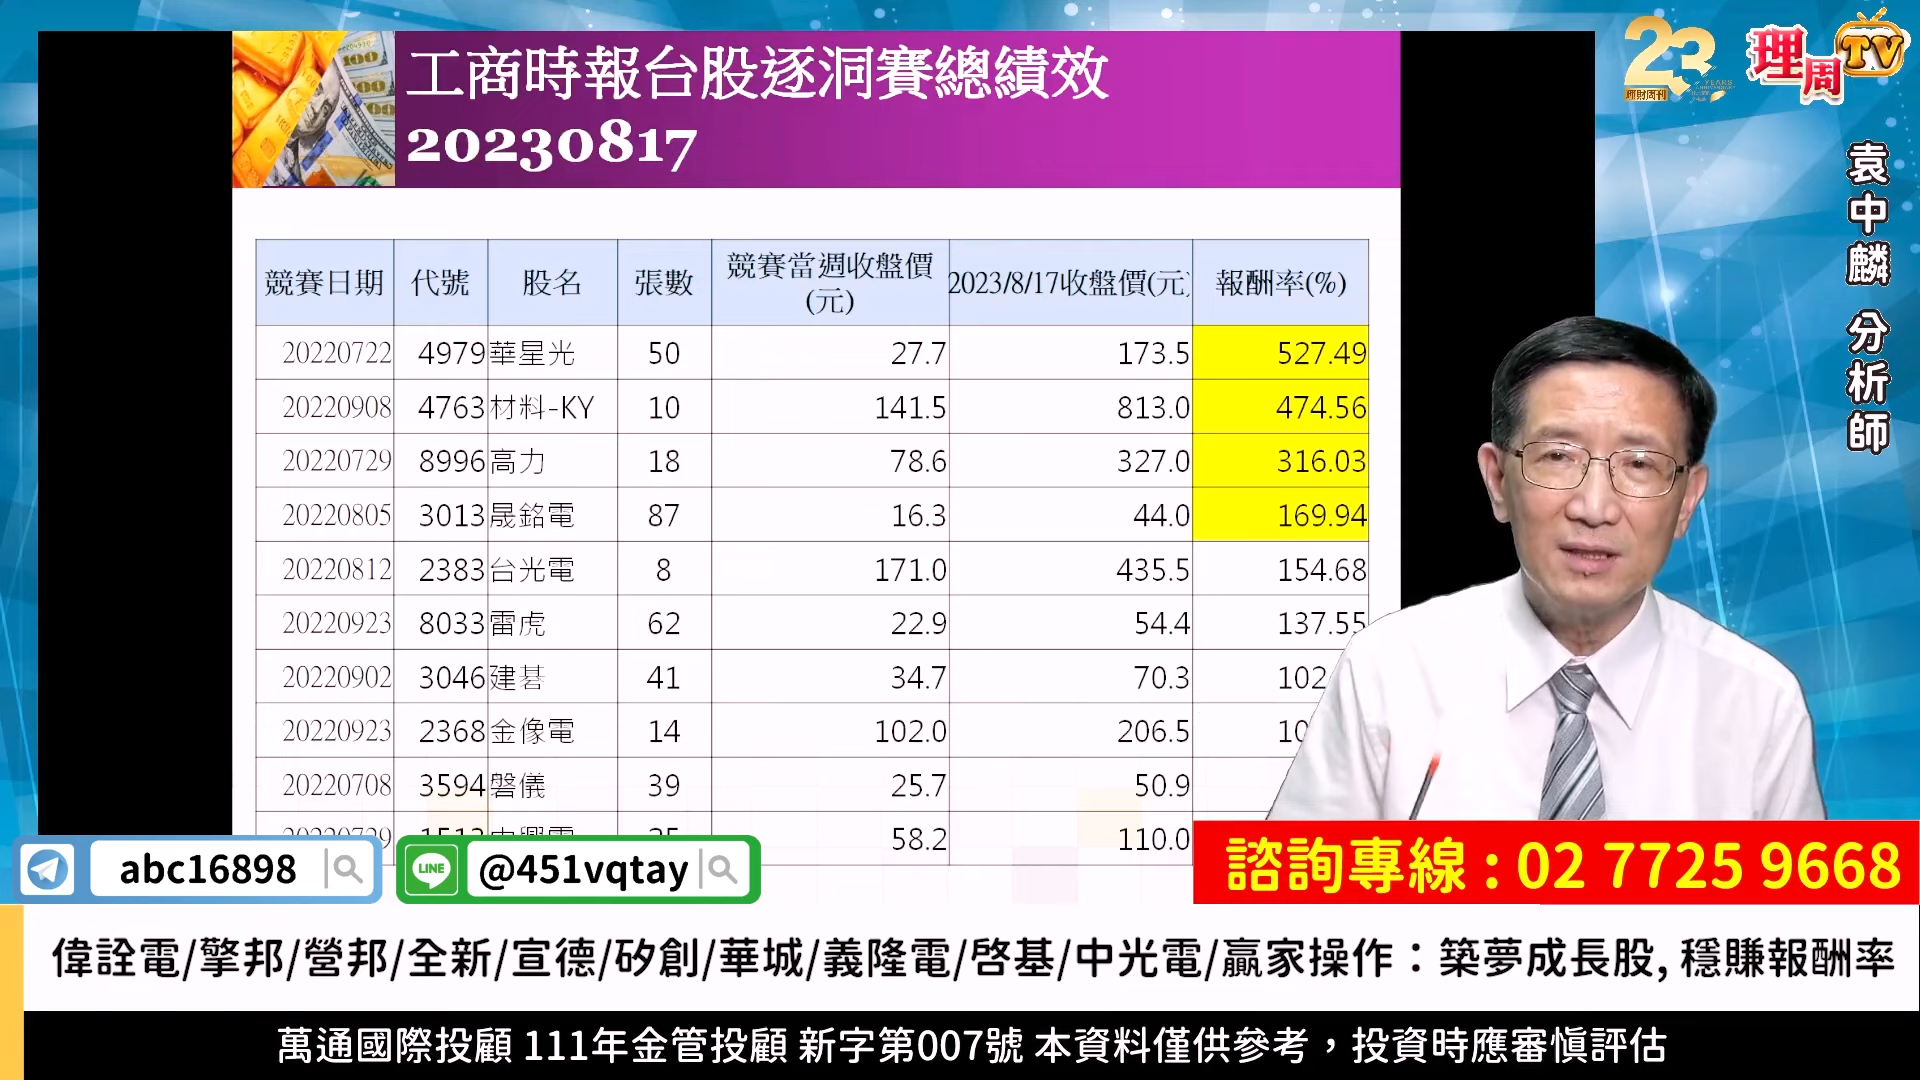 工商時報台股逐洞賽總績效
20230817
23
YEARS
理財周刊
理周TV
袁中麟 分析師
競賽日期 代號 股名 張數 競賽當週收盤價(元) 2023/8/17收盤價(元) 報酬率(%)
20220722 4979 華星光 50 27.7 173.5 527.49
20220908 4763 材料-KY 10 141.5 813.0 474.56
20220729 8996 高力 18 78.6 327.0 316.03
20220805 3013 晟銘電 87 16.3 44.0 169.94
20220812 2383 台光電 8 171.0 435.5 154.68
20220923 8033 雷虎 62 22.9 54.4 137.55
20220902 3046 建碁 41 34.7 70.3 102
20220923 2368 金像電 14 102.0 206.5 10
20220708 3594 磐儀 39 25.7 50.9
58.2 110.0
abc16898
LINE @451vqtay
諮詢專線 : 02 7725 9668
偉詮電/擎邦/營邦/全新/宣德/矽創/華城/義隆電/啓基/中光電/贏家操作：築夢成長股, 穩賺報酬率
萬通國際投顧 111年金管投顧 新字第007號 本資料僅供參考，投資時應審慎評估